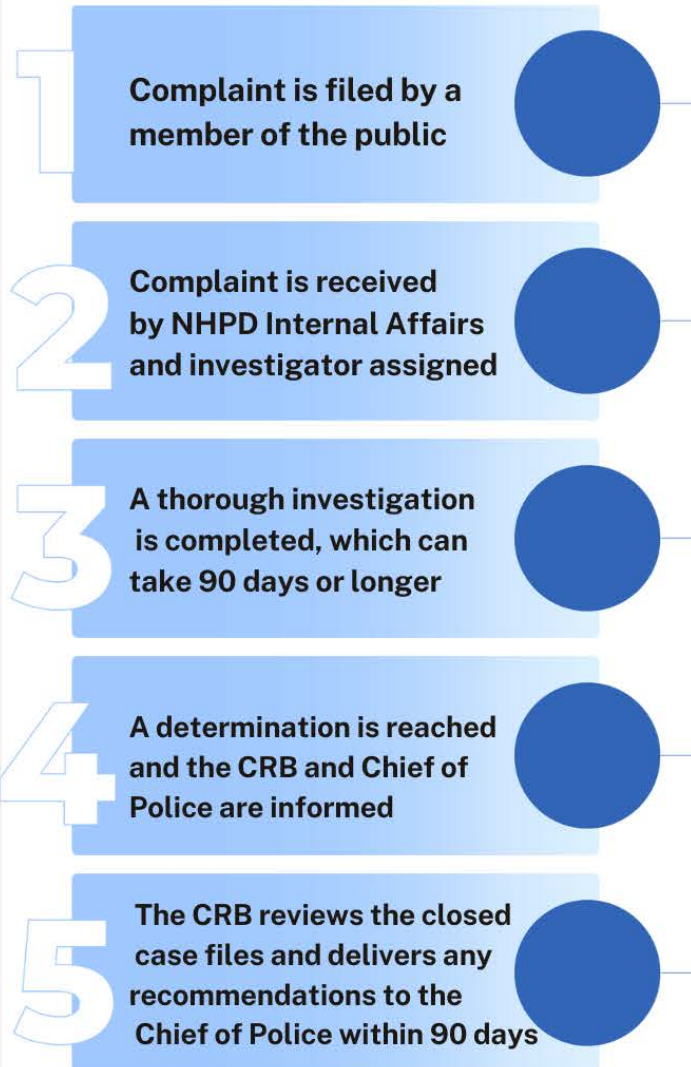 1
Complaint is filed by a
member of the public
2
Complaint is received
by NHPD Internal Affairs
and investigator assigned
3
A thorough investigation
is completed, which can
take 90 days or longer
4
A determination is reached
and the CRB and Chief of
Police are informed
5
The CRB reviews the closed
case files and delivers any
recommendations to the
Chief of Police within 90 days